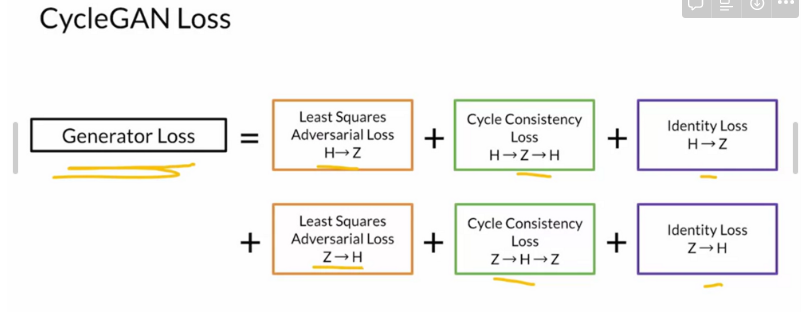 CycleGAN Loss
Generator Loss
=
Least Squares
Adversarial Loss
H→Z
+
Cycle Consistency
Loss
H→Z→H
+
Identity Loss
H→Z
+
Least Squares
Adversarial Loss
Z→H
+
Cycle Consistency
Loss
Z→H→Z
+
Identity Loss
Z→H